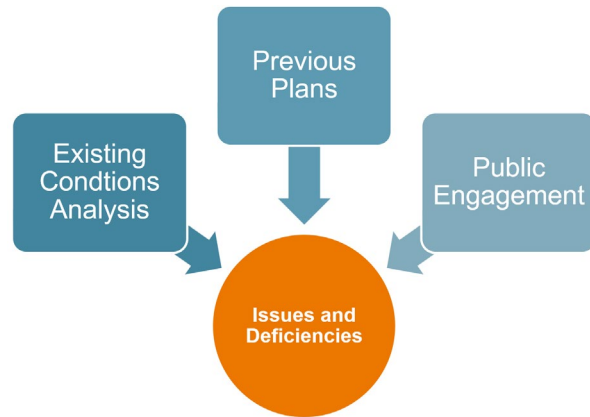 Previous
Plans
Existing
Condtions
Analysis
Public
Engagement
Issues and
Deficiencies